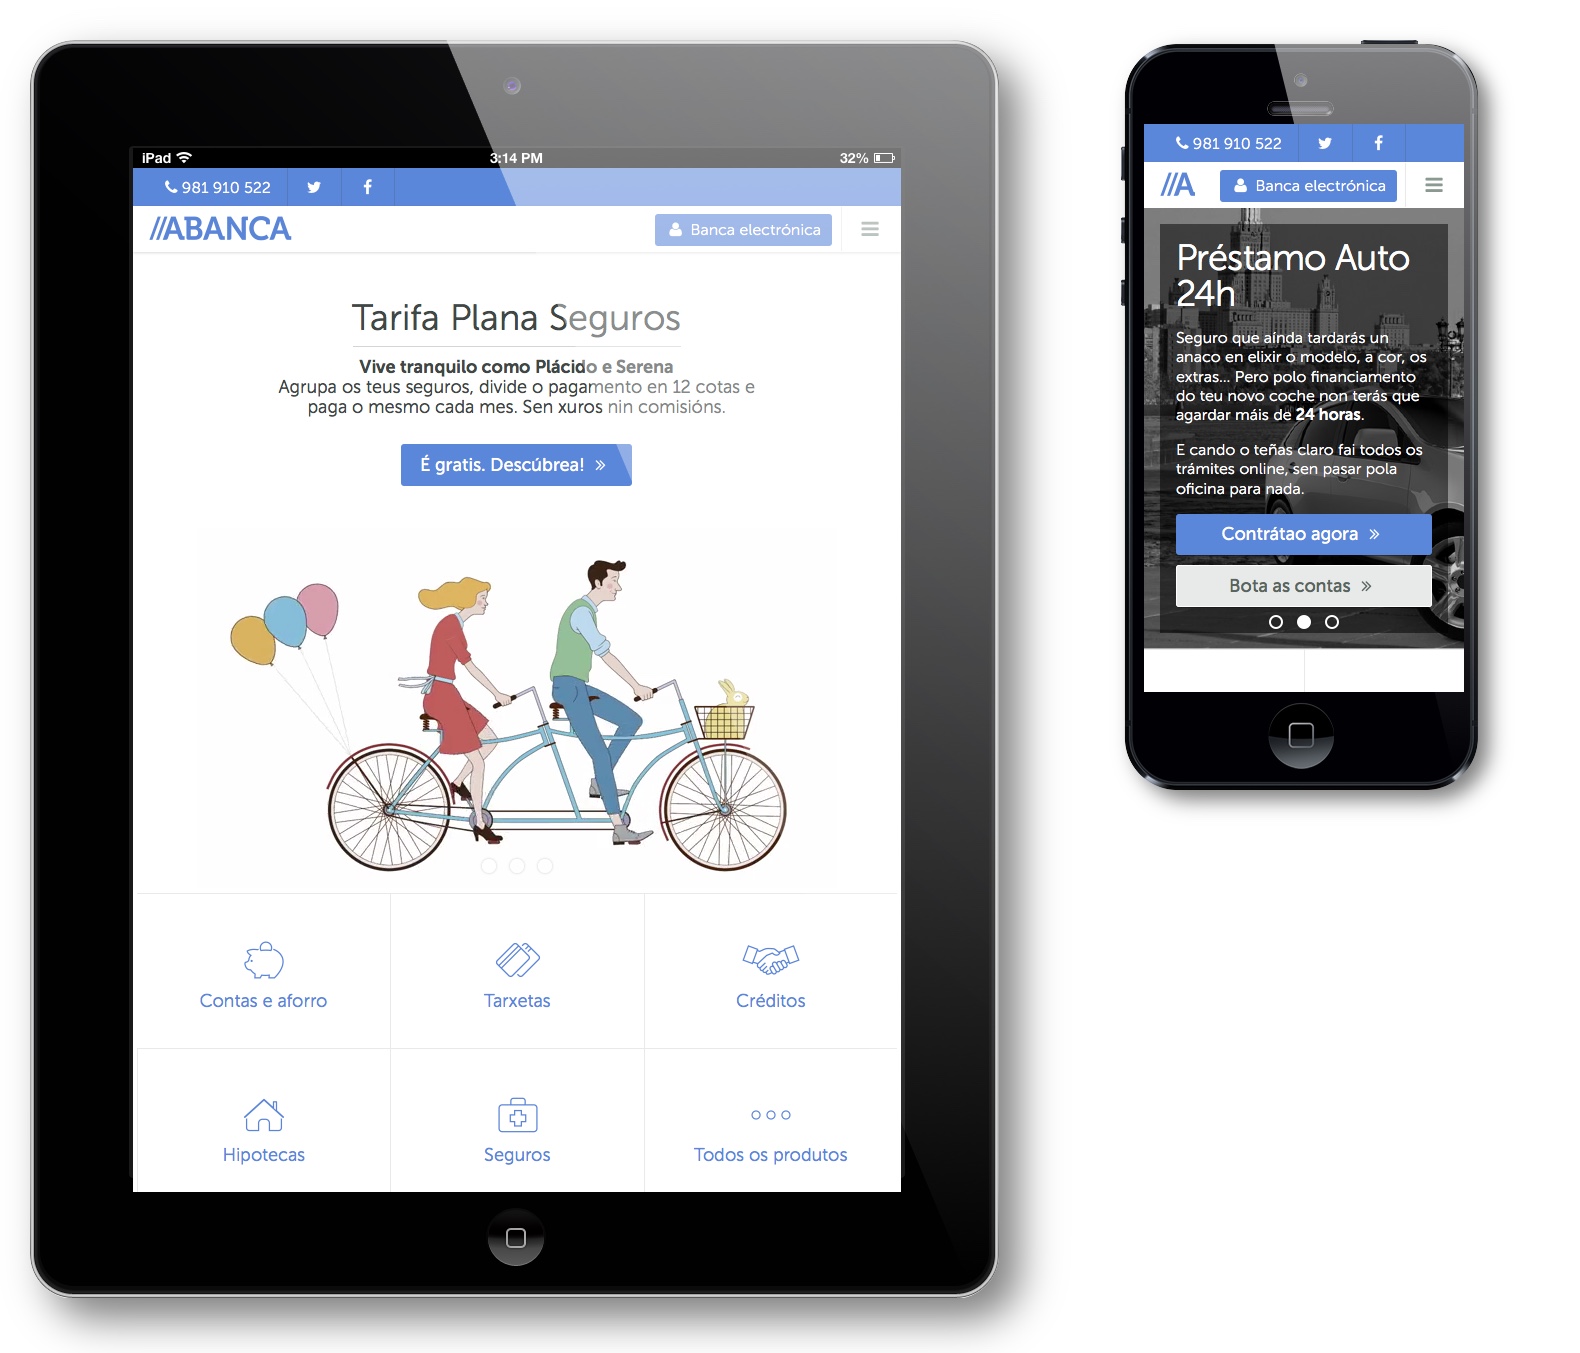 iPad
3:14 PM
32%
981 910 522
//ABANCA
Banca electrónica
Tarifa Plana Seguros
Vive tranquilo como Plácido e Serena
Agrupa os teus seguros, divide o pagamento en 12 cotas e
paga o mesmo cada mes. Sen xuros nin comisións.
É gratis. Descúbrea! »
Contas e aforro
Tarxetas
Créditos
Hipotecas
Seguros
Todos os produtos
981 910 522
//A
Banca electrónica
Préstamo Auto
24h
Seguro que aínda tardarás un
anaco en elixir o modelo, a cor, os
extras... Pero polo financiamento
do teu novo coche non terás que
agardar máis de 24 horas.
E cando o teñas claro fai todos os
trámites online, sen pasar pola
oficina para nada.
Contrátao agora »
Bota as contas »